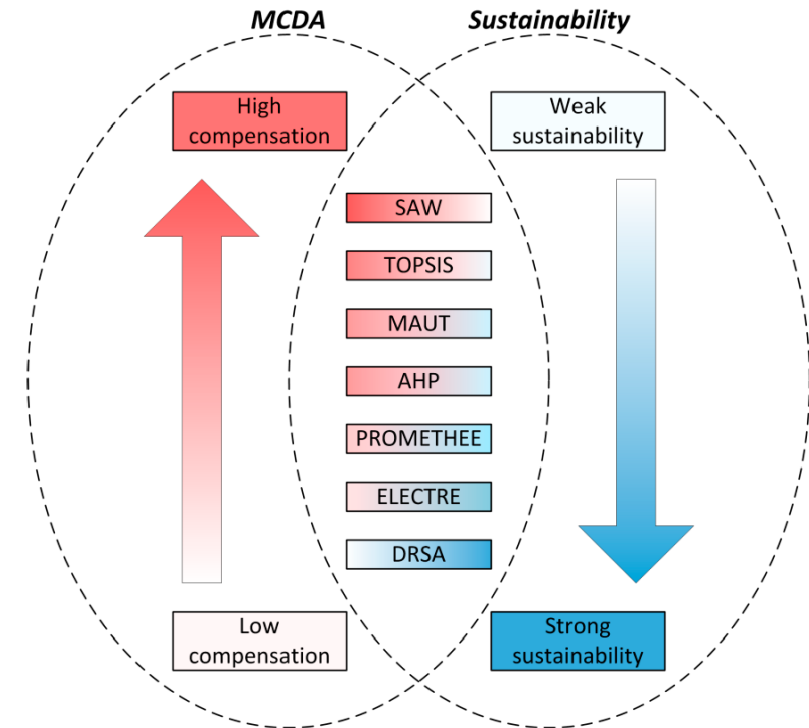 MCDA
Sustainability
High
compensation
Weak
sustainability
SAW
TOPSIS
MAUT
AHP
PROMETHEE
ELECTRE
DRSA
Low
compensation
Strong
sustainability